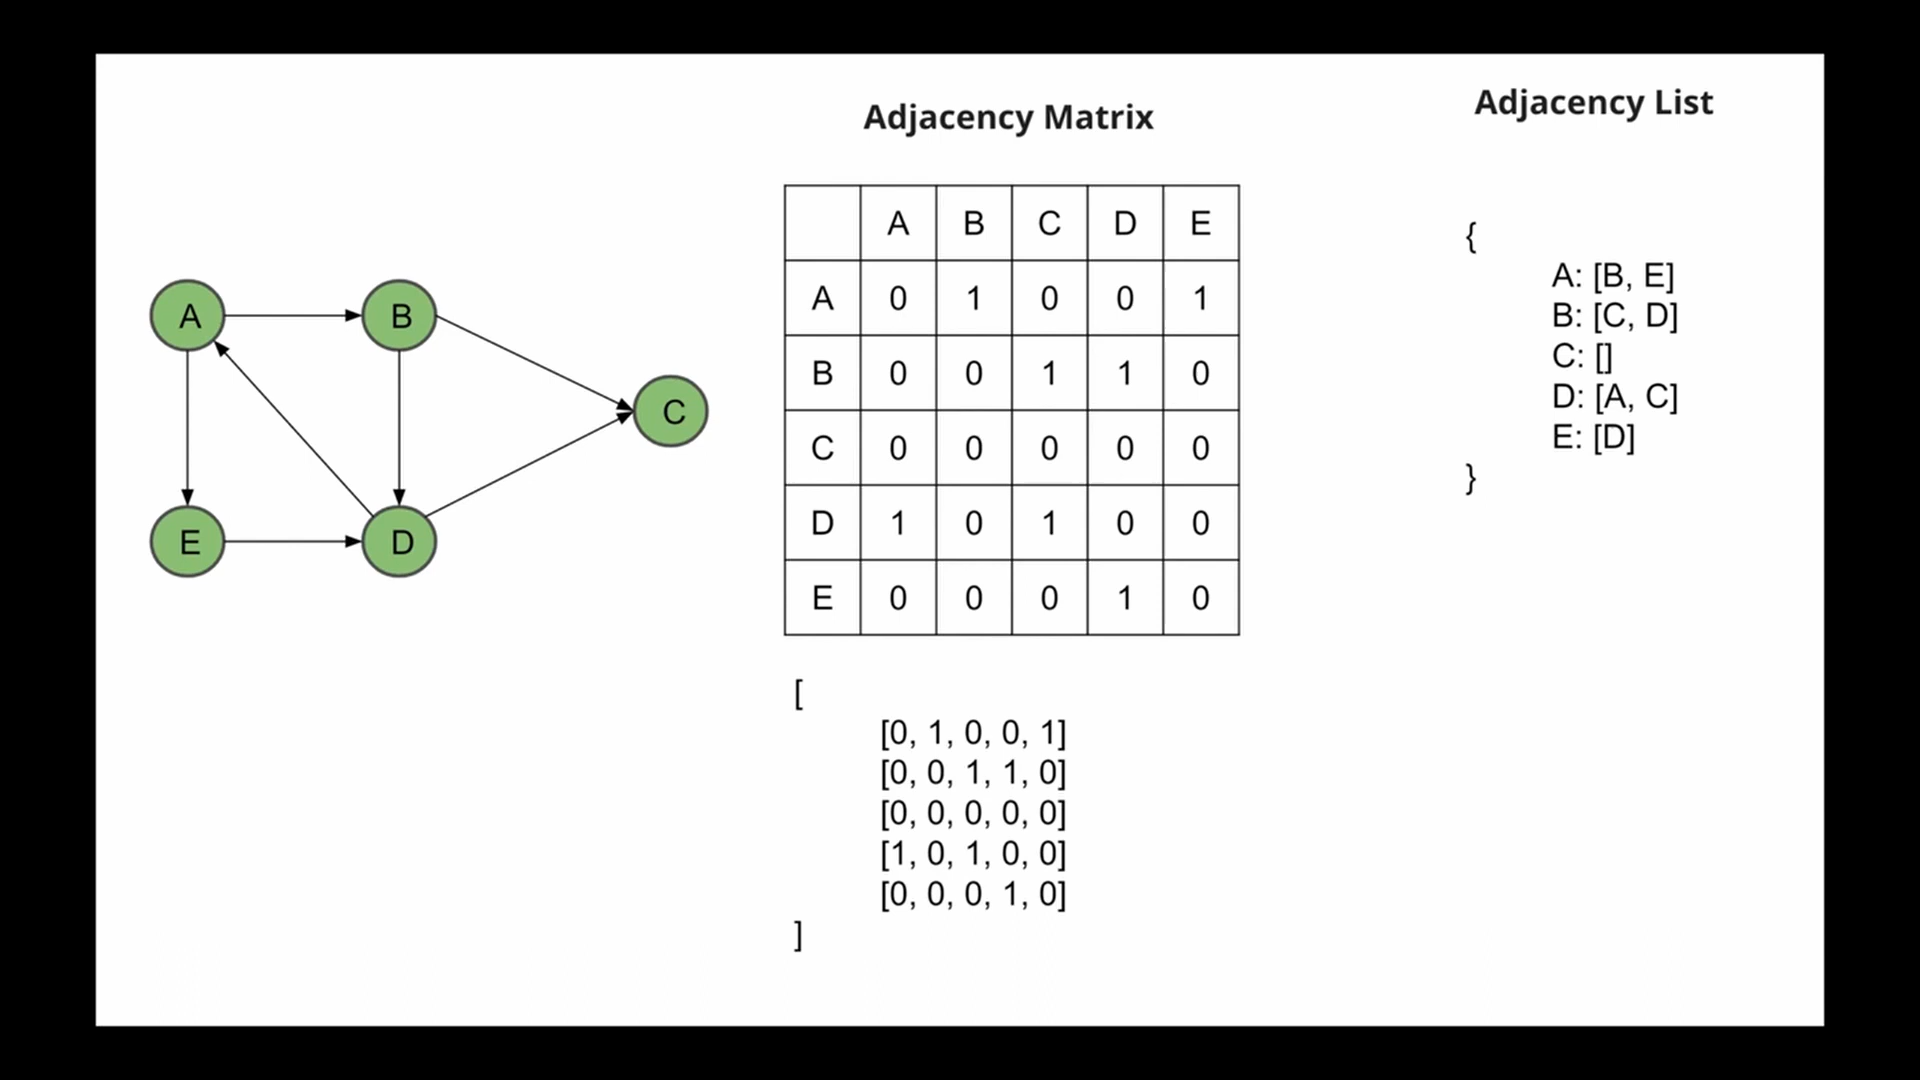 A
B
C
E
D
Adjacency Matrix
A B C D E
A 0 1 0 0 1
B 0 0 1 1 0
C 0 0 0 0 0
D 1 0 1 0 0
E 0 0 0 1 0
[
[0, 1, 0, 0, 1]
[0, 0, 1, 1, 0]
[0, 0, 0, 0, 0]
[1, 0, 1, 0, 0]
[0, 0, 0, 1, 0]
]
Adjacency List
{
A: [B, E]
B: [C, D]
C: []
D: [A, C]
E: [D]
}